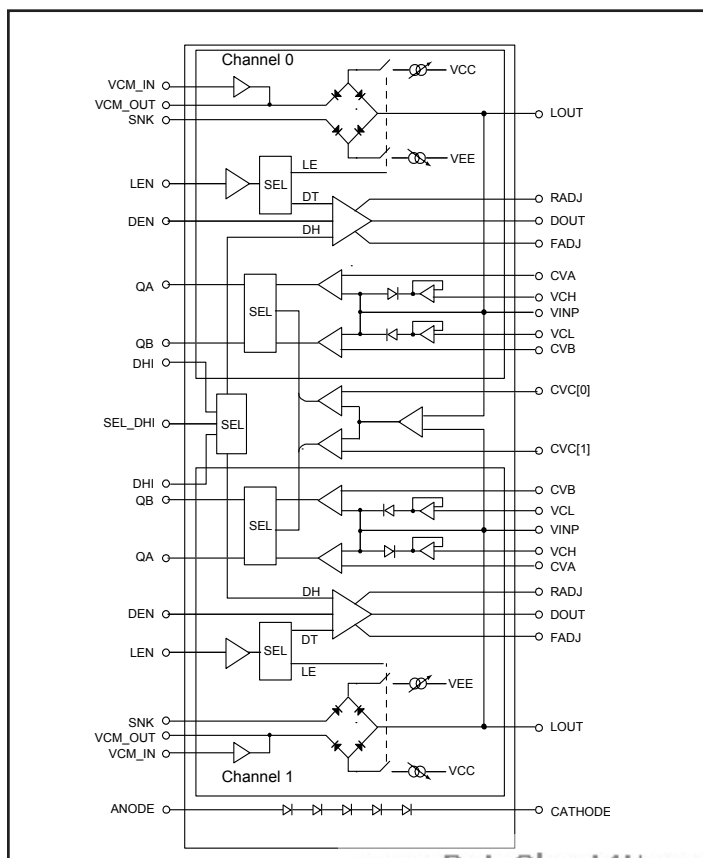 Channel 0
VCM_IN
VCC
VCM_OUT
LOUT
SNK
VEE
LE
LEN
SEL
DT
RADJ
DEN
DOUT
DH
FADJ
QA
CVA
VCH
SEL
VINP
QB
VCL
CVB
DHI
CVC[0]
SEL_DHI
SEL
CVC[1]
DHI
QB
CVB
VCL
SEL
VINP
QA
VCH
CVA
DH
RADJ
DEN
DOUT
DT
FADJ
LEN
SEL
LE
VEE
SNK
VCM_OUT
LOUT
VCM_IN
VCC
Channel 1
ANODE
CATHODE